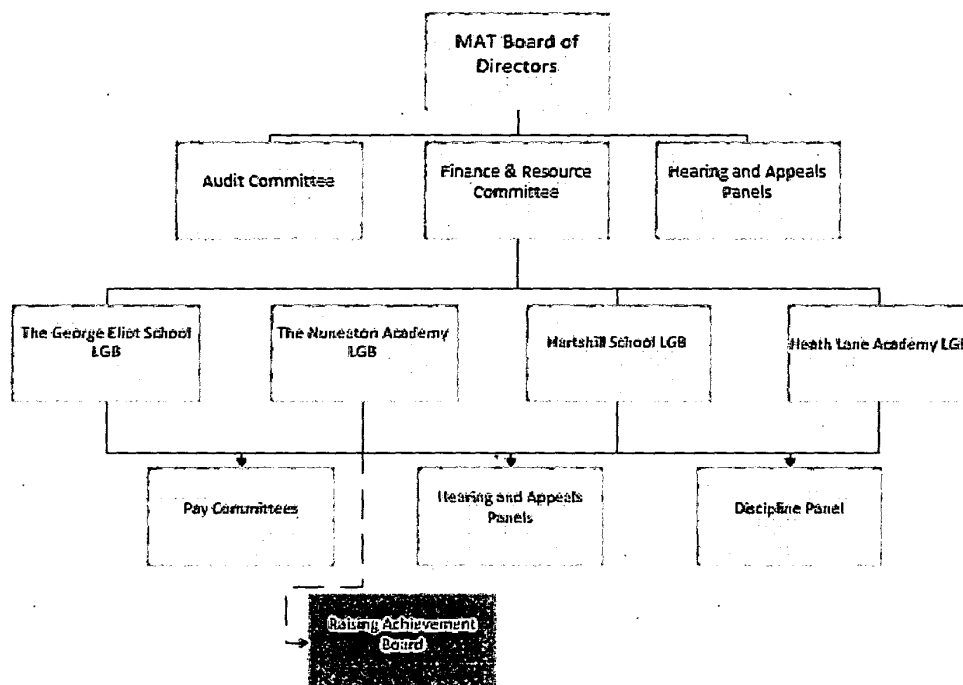 MAT Board of
Directors
Audit Committee
Finance & Resource
Committee
Hearing and Appeals
Panels
The George Eliot School
LGB
The Nuneaton Academy
LGB
Hartshill School LGB
Heath Lane Academy LGB
Pay Committees
Hearing and Appeals
Panels
Discipline Panel
Raising Achievement
Board